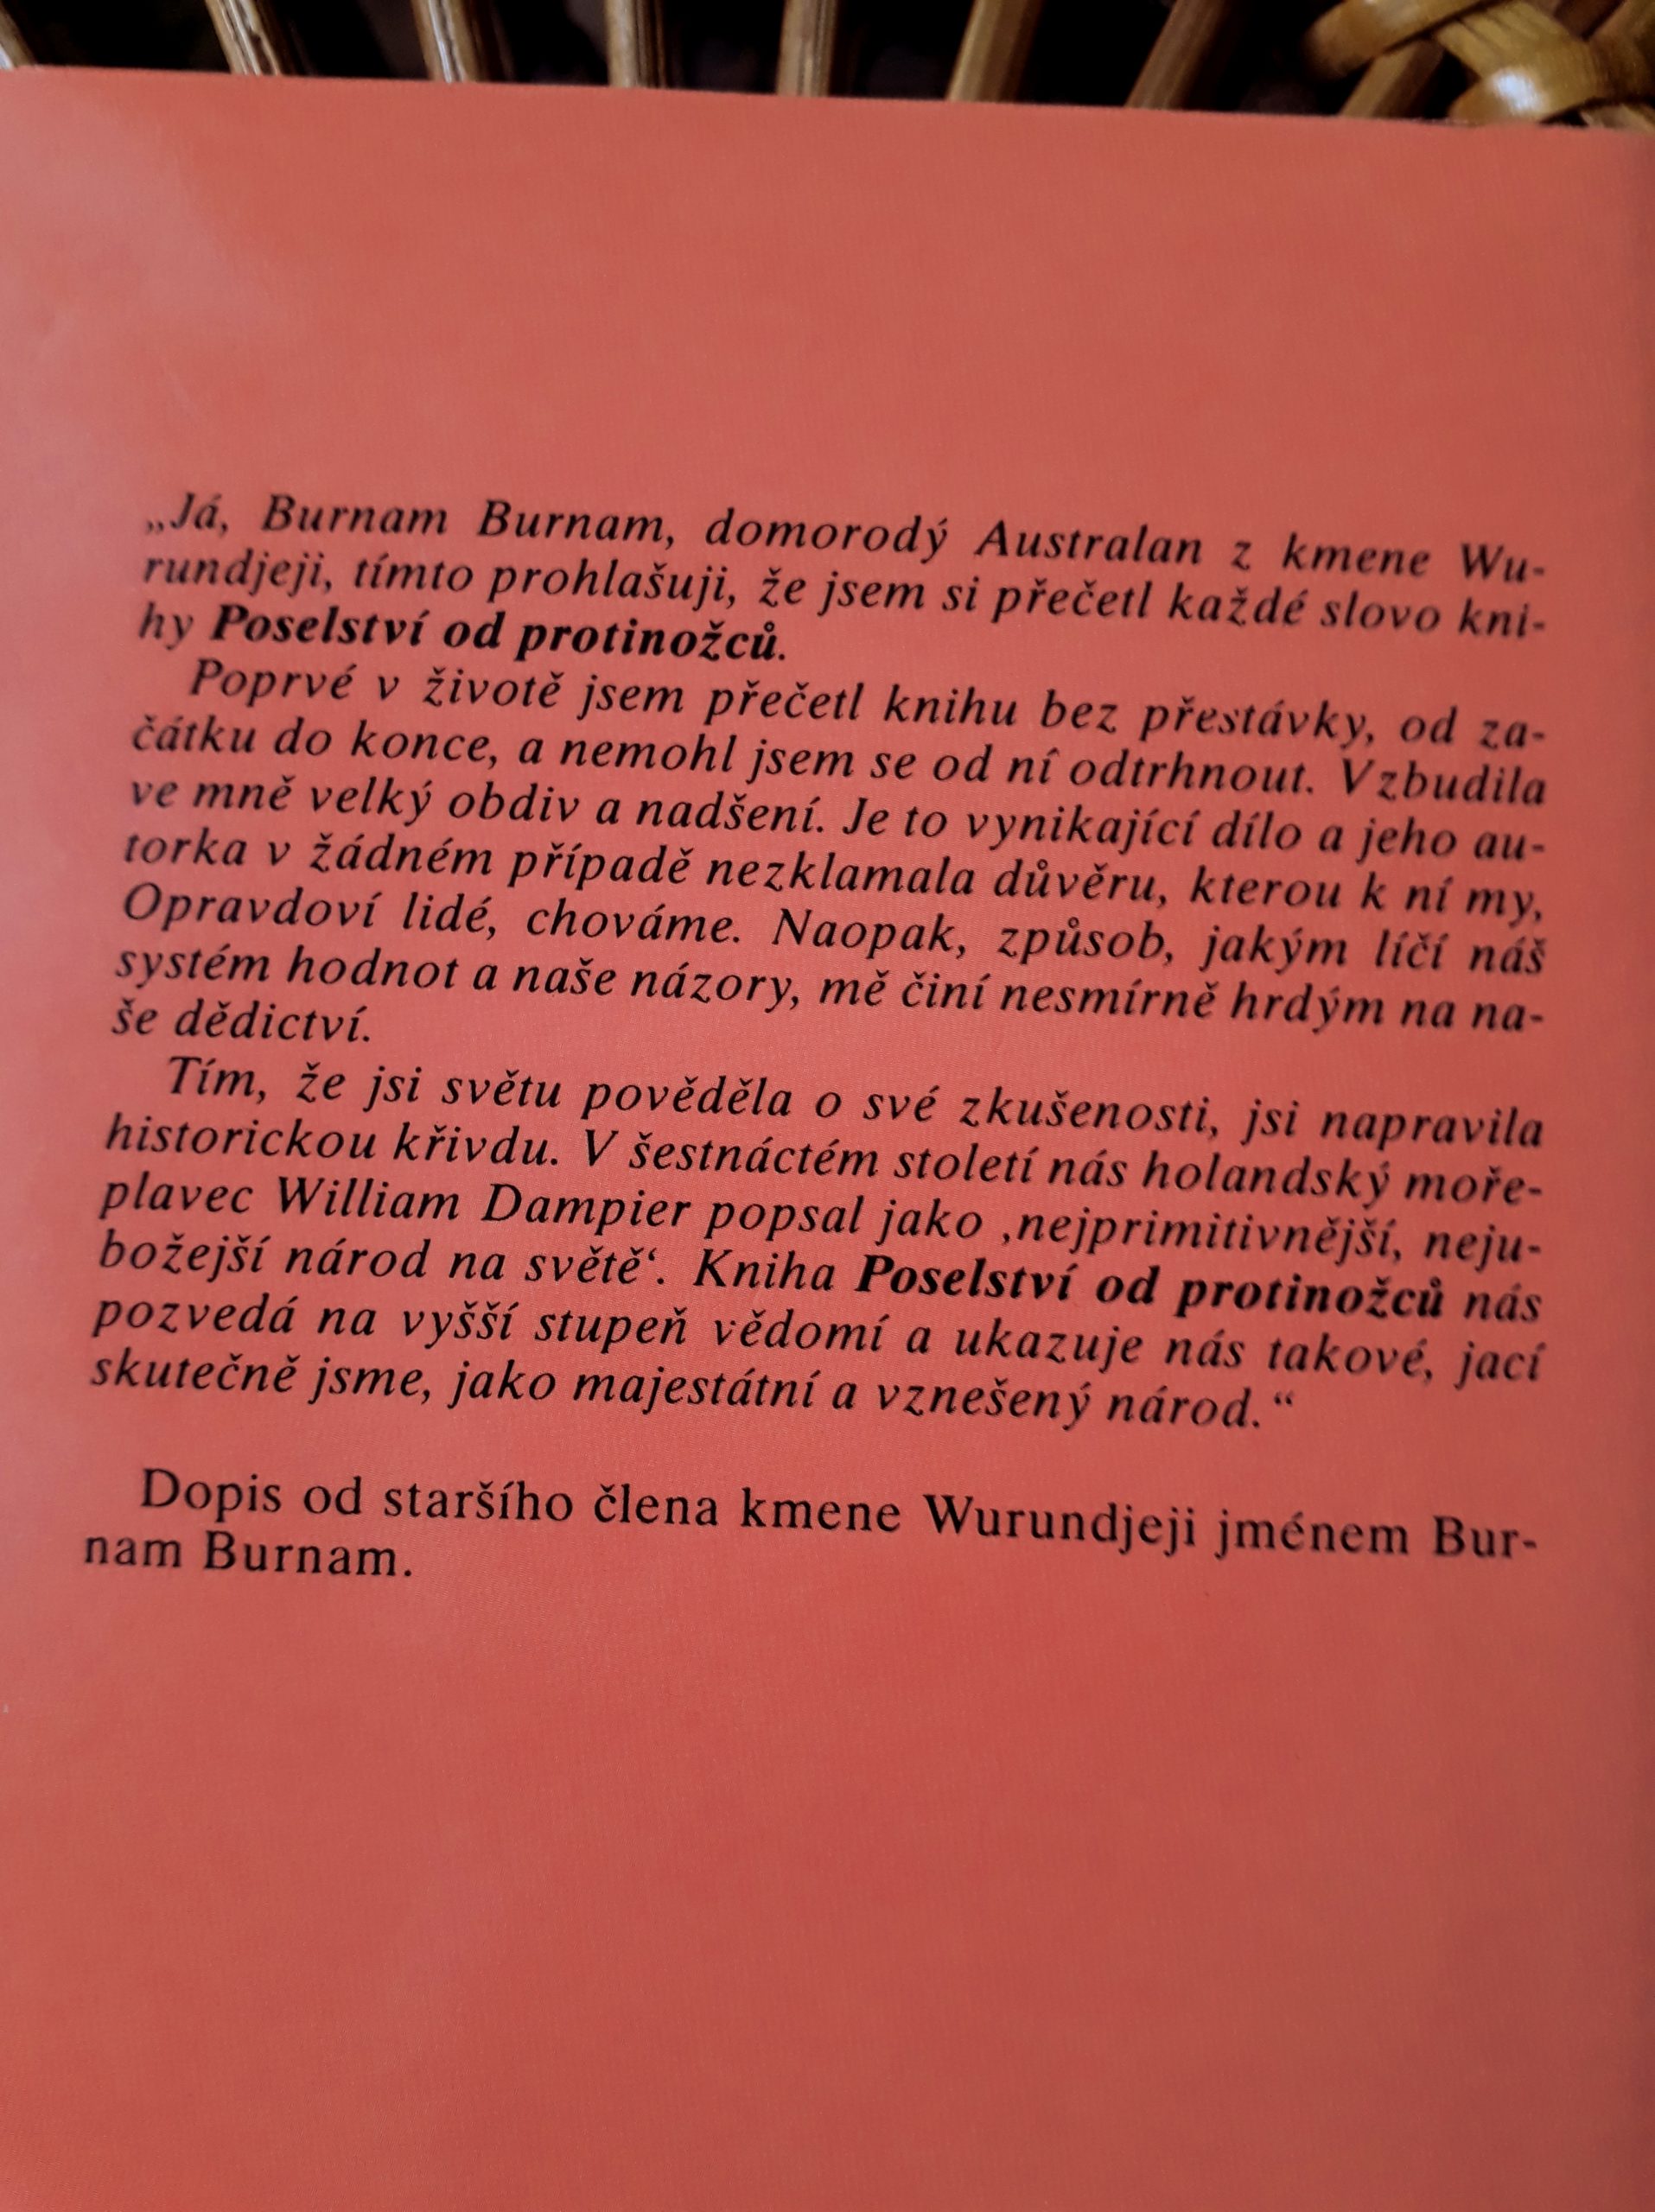 „Já, Burnam Burnam, domorodý Australan z kmene Wu-
rundjeji, tímto prohlašuji, že jsem si přečetl každé slovo kni-
hy Poselství od protinožců.
Poprvé v životě jsem přečetl knihu bez přestávky, od za-
čátku do konce, a nemohl jsem se od ní odtrhnout. Vzbudila
ve mně velký obdiv a nadšení. Je to vynikající dílo a jeho au-
torka v žádném případě nezklamala důvěru, kterou k ní my,
Opravdoví lidé, chováme. Naopak, způsob, jakým líčí náš
systém hodnot a naše názory, mě činí nesmírně hrdým na na-
še dědictví.
Tím, že jsi světu pověděla o své zkušenosti, jsi napravila
historickou křivdu. V šestnáctém století nás holandský moře-
plavec William Dampier popsal jako ‚nejprimitivnější, neju-
božejší národ na světě‘. Kniha Poselství od protinožců nás
pozvedá na vyšší stupeň vědomí a ukazuje nás takové, jací
skutečně jsme, jako majestátní a vznešený národ.“
Dopis od staršího člena kmene Wurundjeji jménem Bur-
nam Burnam.